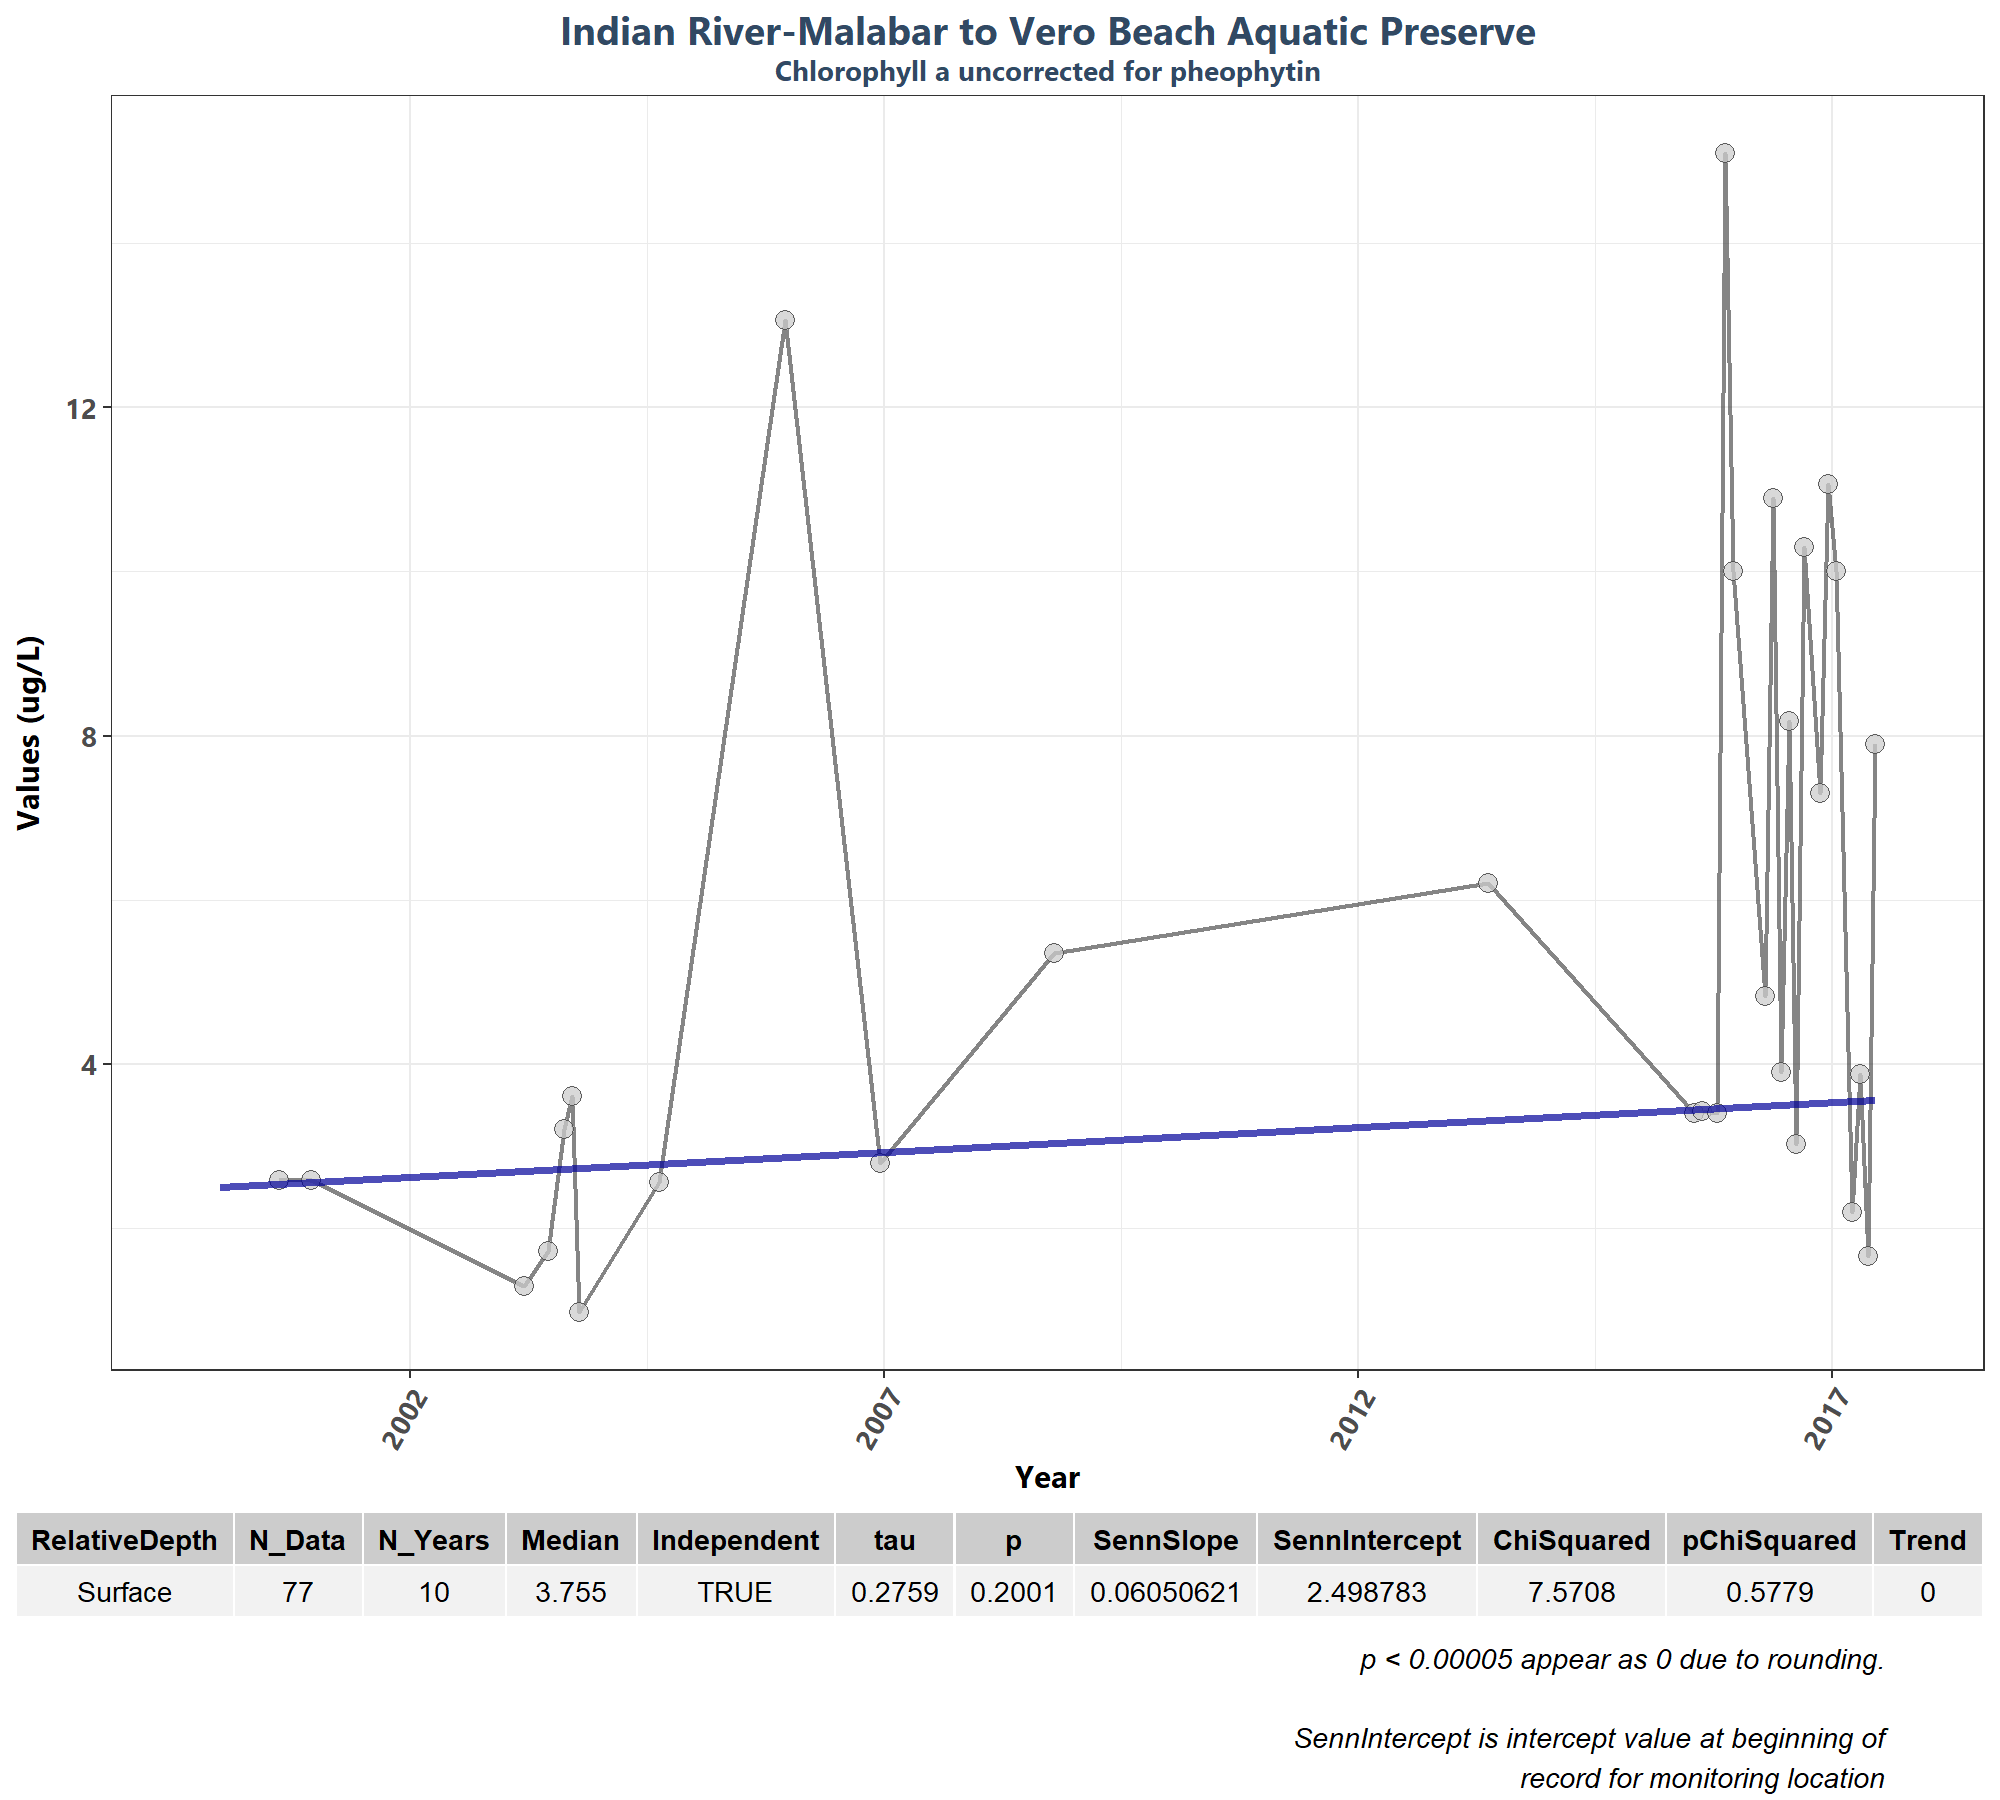 Indian River-Malabar to Vero Beach Aquatic Preserve
Chlorophyll a uncorrected for pheophytin
Values (ug/L)
12
8
4
2002 2007 2012 2017
Year
RelativeDepth N_Data N_Years Median Independent tau p SennSlope SennIntercept ChiSquared pChiSquared Trend
Surface 77 10 3.755 TRUE 0.2759 0.2001 0.06050621 2.498783 7.5708 0.5779 0
p < 0.00005 appear as 0 due to rounding.
SennIntercept is intercept value at beginning of
record for monitoring location